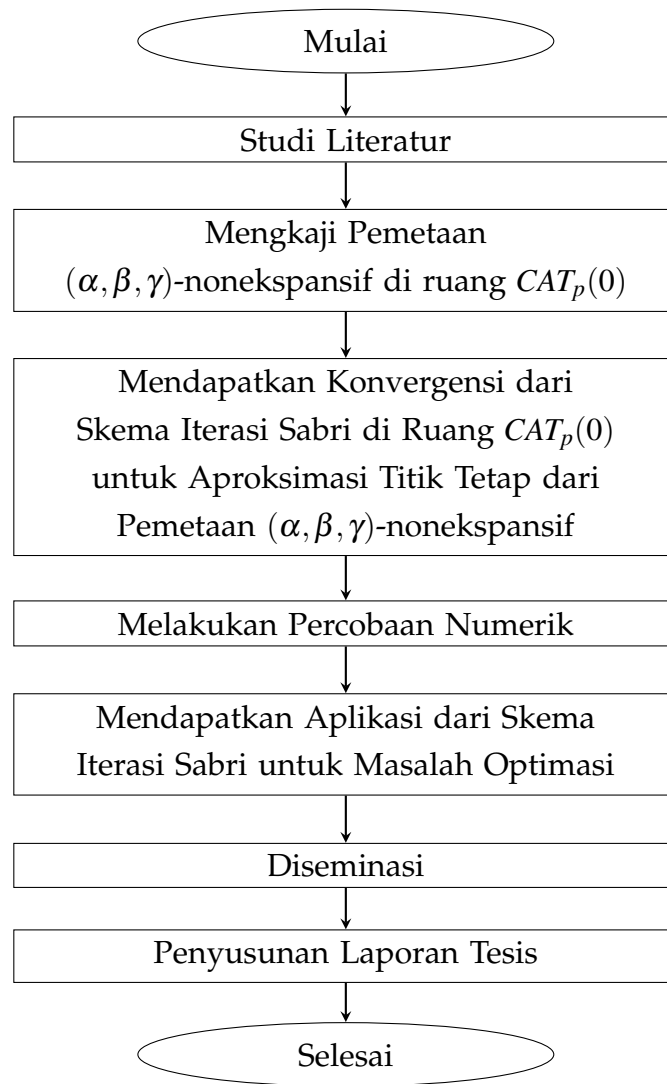 Mulai
Studi Literatur
Mengkaji Pemetaan
(α, β, γ)-nonekspansif di ruang CATₚ(0)
Mendapatkan Konvergensi dari
Skema Iterasi Sabri di Ruang CATₚ(0)
untuk Aproksimasi Titik Tetap dari
Pemetaan (α, β, γ)-nonekspansif
Melakukan Percobaan Numerik
Mendapatkan Aplikasi dari Skema
Iterasi Sabri untuk Masalah Optimasi
Diseminasi
Penyusunan Laporan Tesis
Selesai